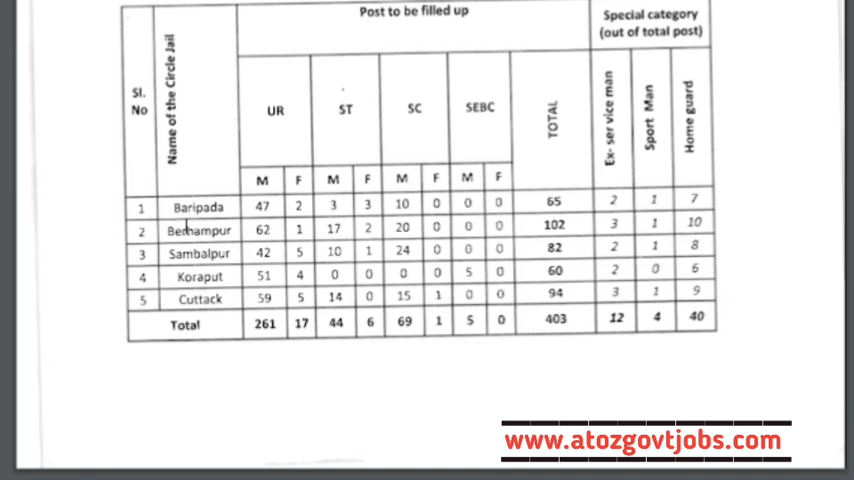 Post to be filled up
Special category
(out of total post)
Sl. No
Name of the Circle Jail
UR ST SC SEBC
TOTAL
Ex- ser vice man
Sport Man
Home guard
M F M F M F M F
1 Baripada 47 2 3 3 10 0 0 0 65 2 1 7
2 Berhampur 62 1 17 2 20 0 0 0 102 3 1 10
3 Sambalpur 42 5 10 1 24 0 0 0 82 2 1 8
4 Koraput 51 4 0 0 0 0 5 0 60 2 0 6
5 Cuttack 59 5 14 0 15 1 0 0 94 3 1 9
Total 261 17 44 6 69 1 5 0 403 12 4 40
www.atozgovtjobs.com